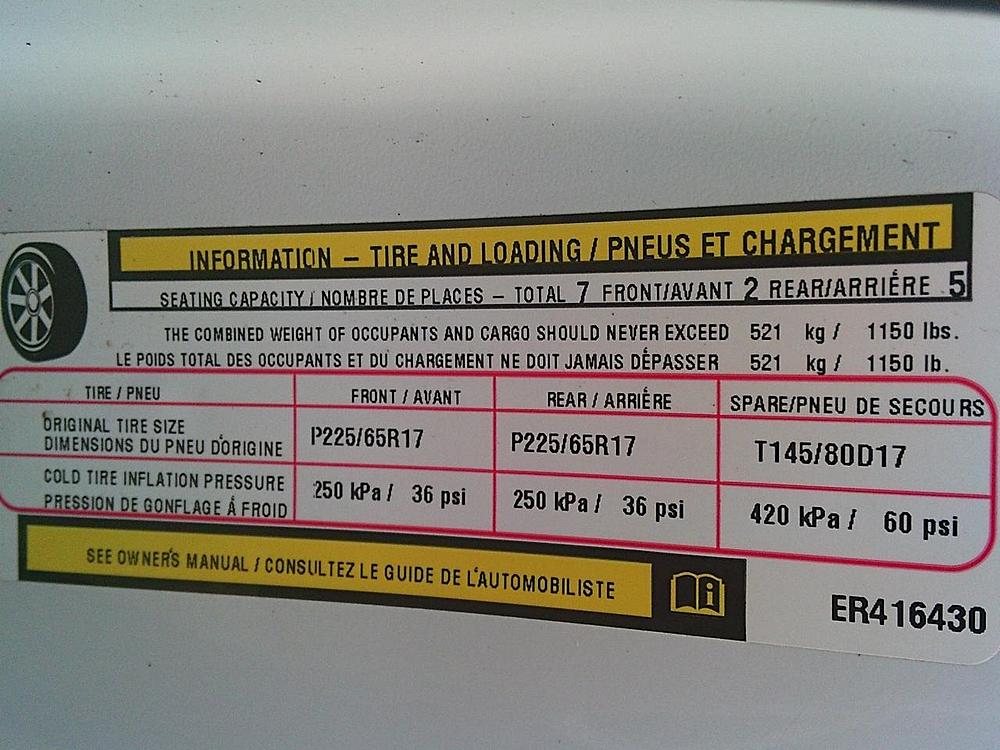 INFORMATION – TIRE AND LOADING / PNEUS ET CHARGEMENT
SEATING CAPACITY / NOMBRE DE PLACES – TOTAL 7 FRONT/AVANT 2 REAR/ARRIÉRE 5
THE COMBINED WEIGHT OF OCCUPANTS AND CARGO SHOULD NEVER EXCEED 521 kg / 1150 lbs.
LE POIDS TOTAL DES OCCUPANTS ET DU CHARGEMENT NE DOIT JAMAIS DÉPASSER 521 kg / 1150 lb.
TIRE / PNEU FRONT / AVANT REAR / ARRIÉRE SPARE/PNEU DE SECOURS
ORIGINAL TIRE SIZE
DIMENSIONS DU PNEU D'ORIGINE P225/65R17 P225/65R17 T145/80D17
COLD TIRE INFLATION PRESSURE
PRESSION DE GONFLAGE Á FROID 250 kPa / 36 psi 250 kPa / 36 psi 420 kPa / 60 psi
SEE OWNER'S MANUAL / CONSULTEZ LE GUIDE DE L'AUTOMOBILISTE
ER416430